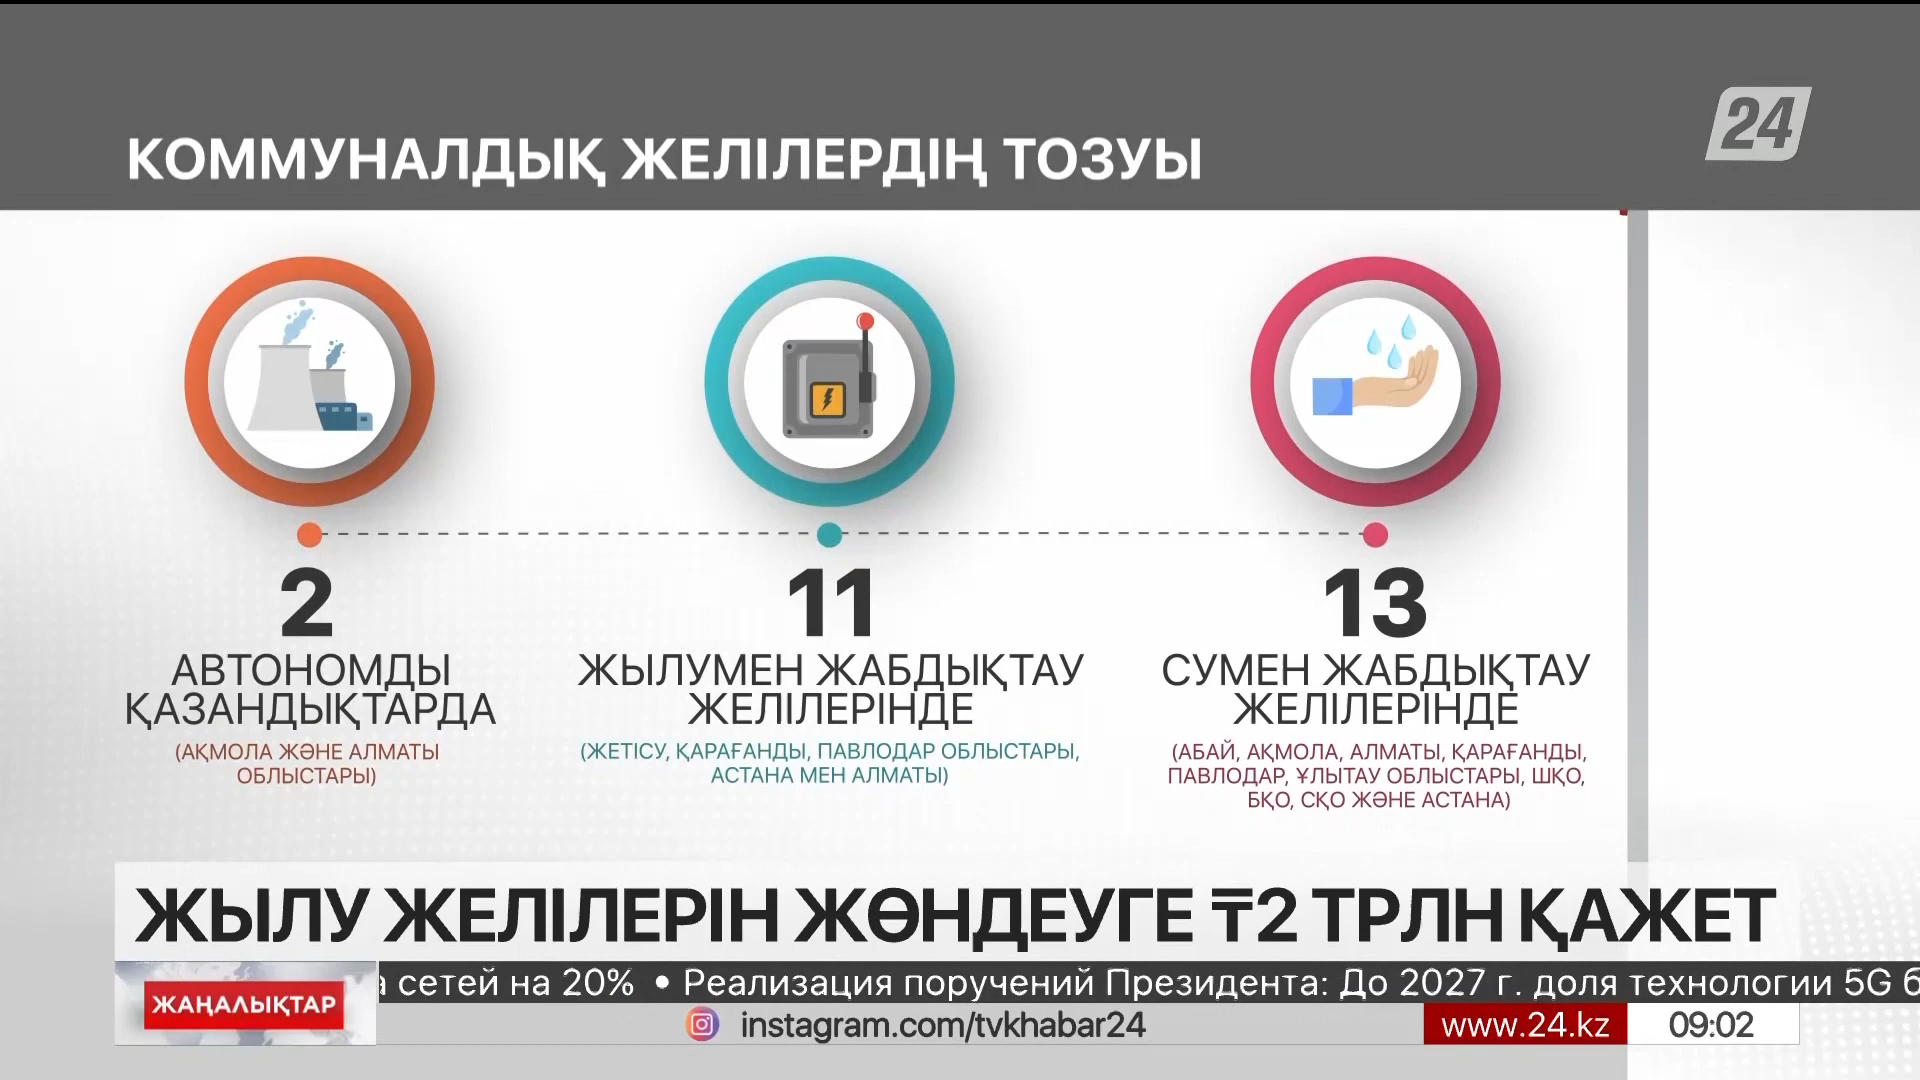 24
КОММУНАЛДЫҚ ЖЕЛІЛЕРДІҢ ТОЗУЫ
2
АВТОНОМДЫ
ҚАЗАНДЫҚТАРДА
(АҚМОЛА ЖӘНЕ АЛМАТЫ
ОБЛЫСТАРЫ)
11
ЖЫЛУМЕН ЖАБДЫҚТАУ
ЖЕЛІЛЕРІНДЕ
(ЖЕТІСУ, ҚАРАҒАНДЫ, ПАВЛОДАР ОБЛЫСТАРЫ,
АСТАНА МЕН АЛМАТЫ)
13
СУМЕН ЖАБДЫҚТАУ
ЖЕЛІЛЕРІНДЕ
(АБАЙ, АҚМОЛА, АЛМАТЫ, ҚАРАҒАНДЫ,
ПАВЛОДАР, ҰЛЫТАУ ОБЛЫСТАРЫ, ШҚО,
БҚО, СҚО ЖӘНЕ АСТАНА)
ЖЫЛУ ЖЕЛІЛЕРІН ЖӨНДЕУГЕ ₸2 ТРЛН ҚАЖЕТ
сетей на 20% • Реализация поручений Президента: До 2027 г. доля технологии 5G
ЖАҢАЛЫҚТАР
instagram.com/tvkhabar24
www.24.kz
09:02